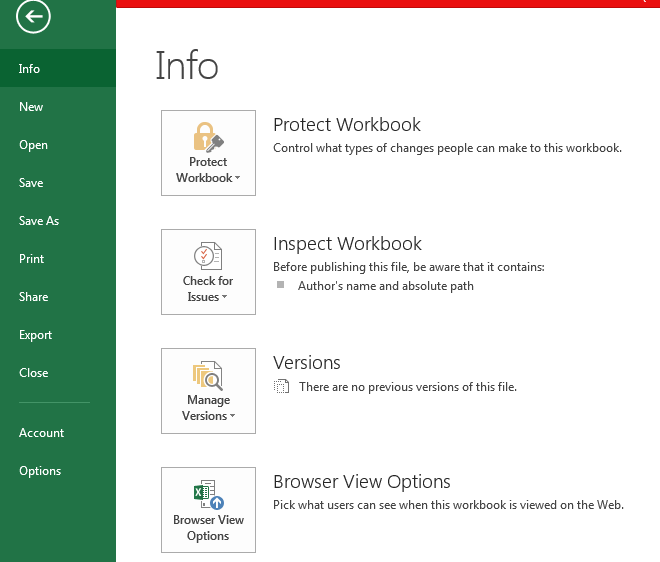 Info
New
Open
Save
Save As
Print
Share
Export
Close
Account
Options
Info
Protect
Workbook
Protect Workbook
Control what types of changes people can make to this workbook.
Check for
Issues
Inspect Workbook
Before publishing this file, be aware that it contains:
Author's name and absolute path
Manage
Versions
Versions
There are no previous versions of this file.
Browser View
Options
Browser View Options
Pick what users can see when this workbook is viewed on the Web.